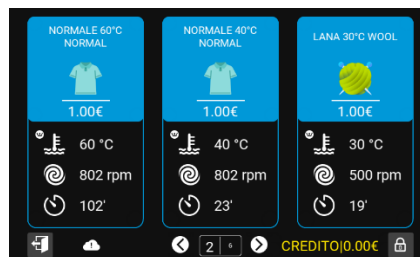 NORMALE 60°C
NORMAL
1.00€
60 °C
802 rpm
102'
NORMALE 40°C
NORMAL
1.00€
40 °C
802 rpm
23'
LANA 30°C WOOL
1.00€
30 °C
500 rpm
19'
2 6
CREDITO|0.00€